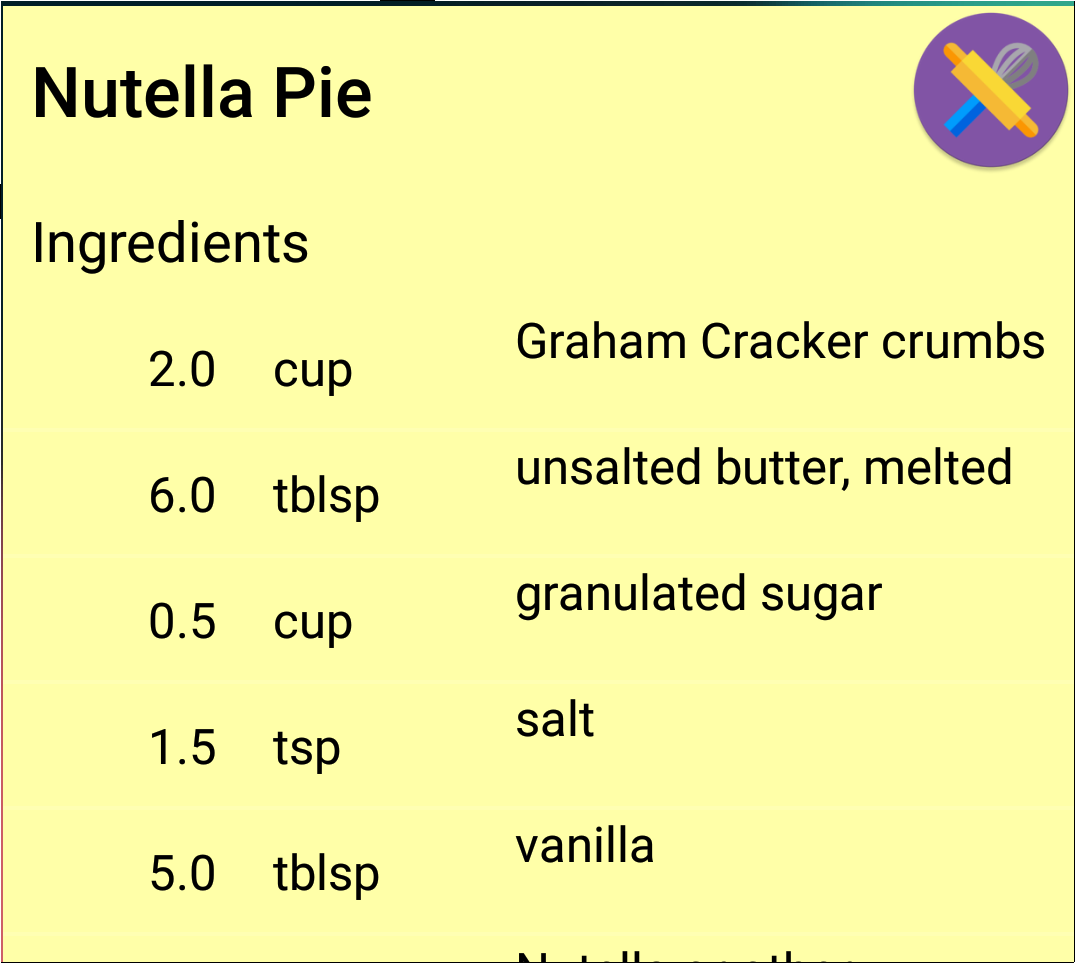 Nutella Pie
Ingredients
2.0 cup Graham Cracker crumbs
6.0 tblsp unsalted butter, melted
0.5 cup granulated sugar
1.5 tsp salt
5.0 tblsp vanilla